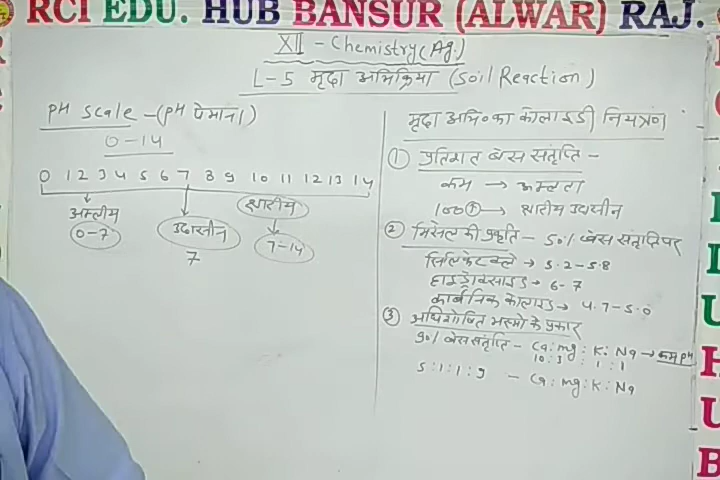 RCI EDU. HUB BANSUR (ALWAR) RAJ.
XII - Chemistry (Ag.)
L-5 मृदा अभिक्रिया (Soil Reaction)
PH Scale - (PH पैमाना)
0-14
0 1 2 3 4 5 6 7 8 9 10 11 12 13 14
अम्लीय
0-7
उदासीन
7
क्षारीय
7-14
मृदा अभि० का कोलाइडी नियंत्रण
① प्रतिशत बेस संतृप्ति -
कम → अम्लता
100 → क्षारीय उदासीन
② मिसेल की प्रकृति - 50% बेस संतृप्ति पर
सिलिकेट क्ले → 5.2-5.8
हाइड्रोक्साइड → 6-7
कार्बनिक कोलाइड → 4.7-5.0
③ अधिशोषित भस्मो के प्रकार
90% बेस संतृप्ति - Ca: mg: K: Na → कम PH
10:3:1:1
5:1:1:9 - Ca: mg: K: Na
H
U
B